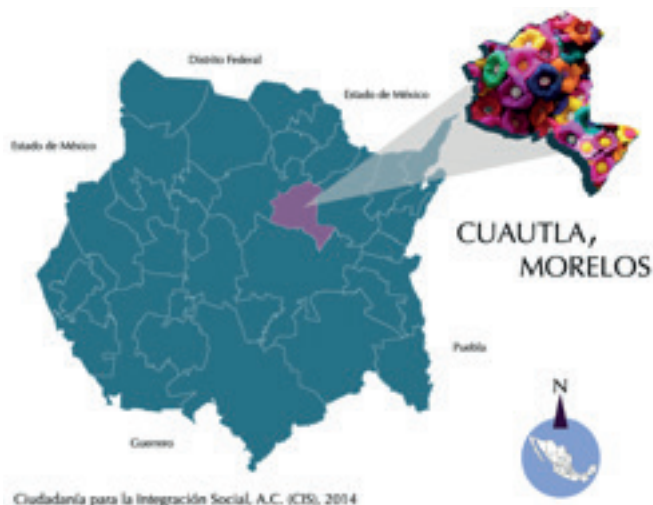 Distrito Federal
Estado de México
Estado de México
CUAUTLA,
MORELOS
Puebla
N
Guerrero
Ciudadanía para la Integración Social, A.C. (CIS), 2014